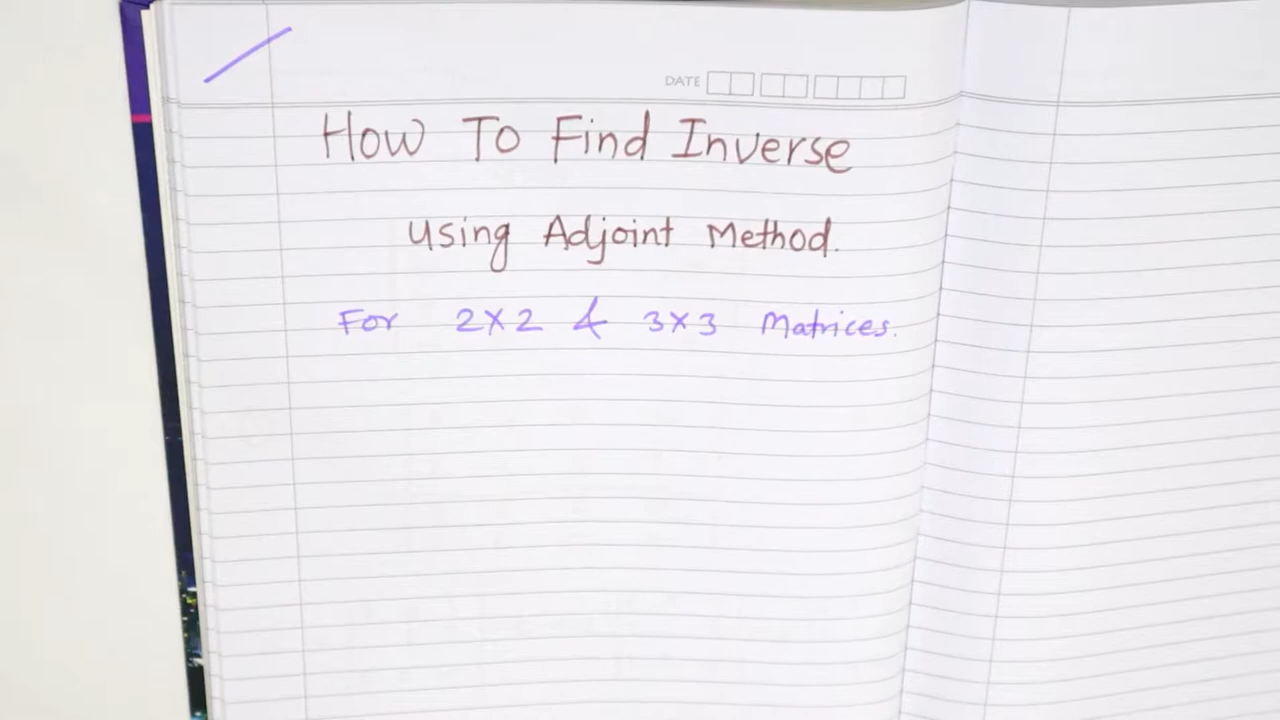 DATE
How To Find Inverse
Using Adjoint Method.
For 2x2 & 3x3 Matrices.